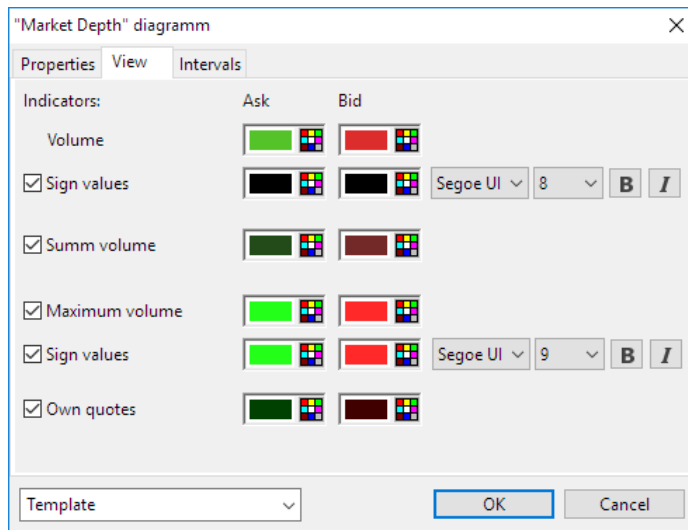 "Market Depth" diagramm
Properties View Intervals
Indicators: Ask Bid
Volume
Sign values Segoe UI 8 B I
Summ volume
Maximum volume
Sign values Segoe UI 9 B I
Own quotes
Template OK Cancel